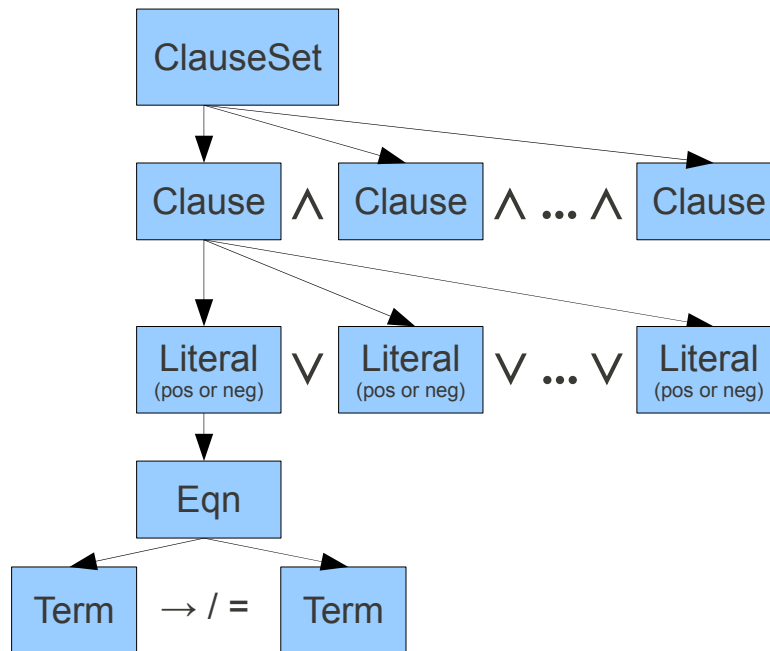 ClauseSet
Clause ∧ Clause ∧ ... ∧ Clause
Literal ∨ Literal ∨ ... ∨ Literal
(pos or neg) (pos or neg) (pos or neg)
Eqn
Term → / = Term